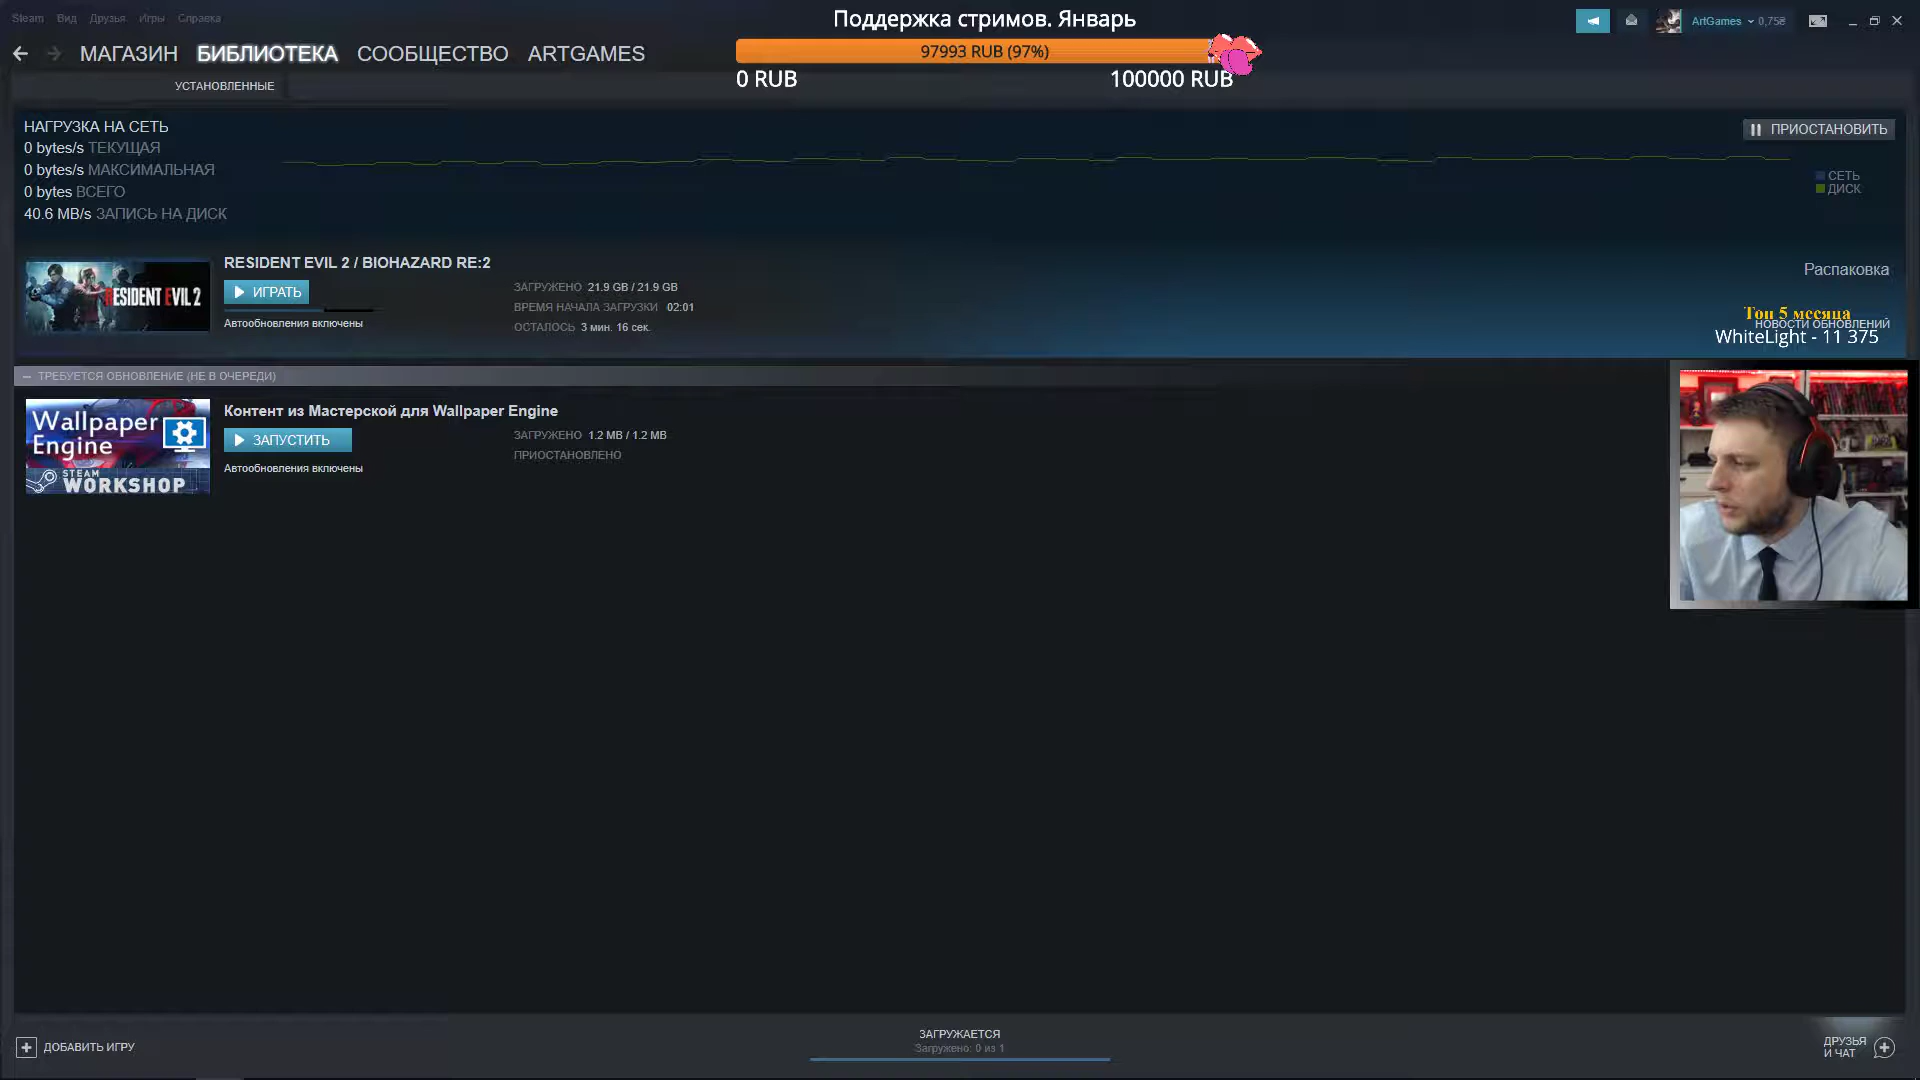 Steam Вид Друзья Игры Справка
Поддержка стримов. Январь
ArtGames 0,75₴
МАГАЗИН БИБЛИОТЕКА СООБЩЕСТВО ARTGAMES
97993 RUB (97%)
0 RUB 100000 RUB
УСТАНОВЛЕННЫЕ
НАГРУЗКА НА СЕТЬ
ПРИОСТАНОВИТЬ
0 bytes/s ТЕКУЩАЯ
0 bytes/s МАКСИМАЛЬНАЯ
0 bytes ВСЕГО
40.6 MB/s ЗАПИСЬ НА ДИСК
СЕТЬ
ДИСК
RESIDENT EVIL 2
RESIDENT EVIL 2 / BIOHAZARD RE:2
ИГРАТЬ
Автообновления включены
ЗАГРУЖЕНО 21.9 GB / 21.9 GB
ВРЕМЯ НАЧАЛА ЗАГРУЗКИ 02:01
ОСТАЛОСЬ 3 мин. 16 сек.
Распаковка
Топ 5 месяца
НОВОСТИ ОБНОВЛЕНИЙ
WhiteLight - 11 375
— ТРЕБУЕТСЯ ОБНОВЛЕНИЕ (НЕ В ОЧЕРЕДИ)
Wallpaper
Engine
STEAM
WORKSHOP
Контент из Мастерской для Wallpaper Engine
ЗАПУСТИТЬ
Автообновления включены
ЗАГРУЖЕНО 1.2 MB / 1.2 MB
ПРИОСТАНОВЛЕНО
ДОБАВИТЬ ИГРУ
ЗАГРУЖАЕТСЯ
Загружено: 0 из 1
ДРУЗЬЯ
И ЧАТ